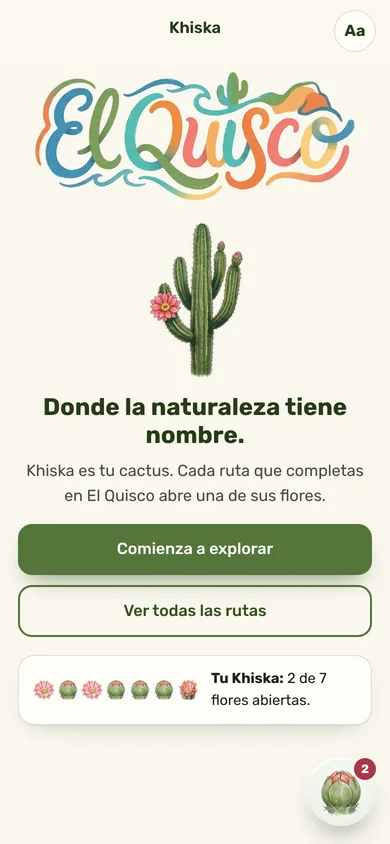 Khiska
Aa
El Quisco
Donde la naturaleza tiene
nombre.
Khiska es tu cactus. Cada ruta que completas
en El Quisco abre una de sus flores.
Comienza a explorar
Ver todas las rutas
Tu Khiska: 2 de 7
flores abiertas.
2